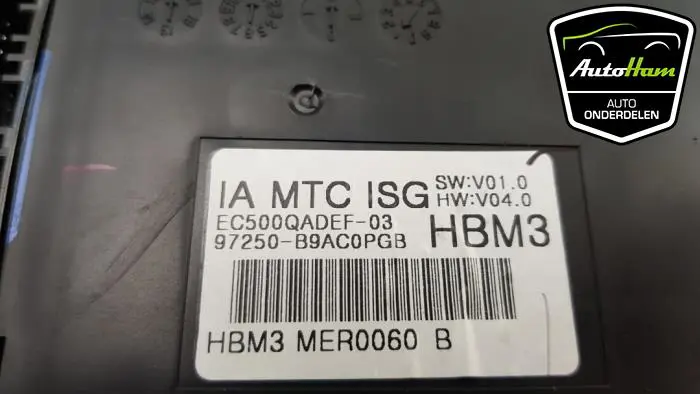 AutoHam
AUTO
ONDERDELEN
IA MTC ISG
SW:V01.0
HW:V04.0
EC500QADEF-03
97250-B9AC0PGB
HBM3
HBM3 MER0060 B